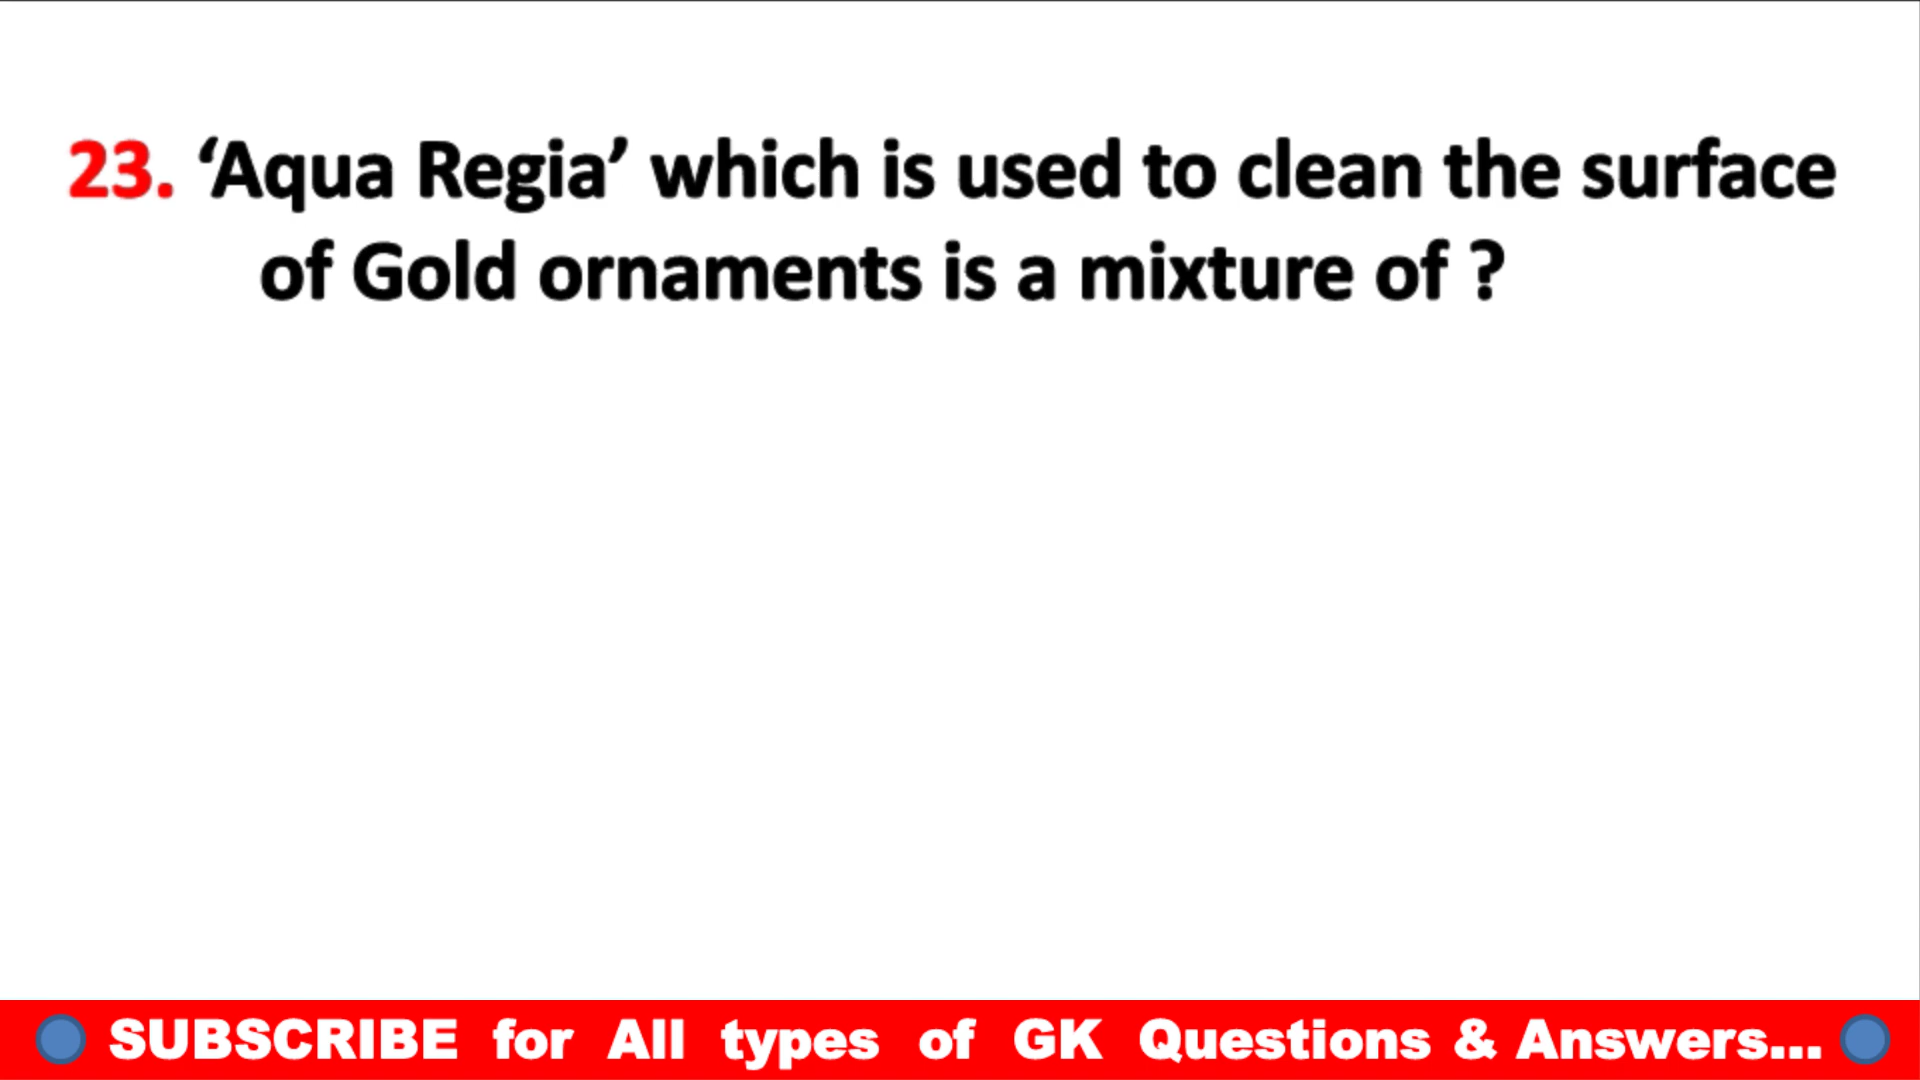 23. ‘Aqua Regia’ which is used to clean the surface
of Gold ornaments is a mixture of ?
SUBSCRIBE for All types of GK Questions & Answers...